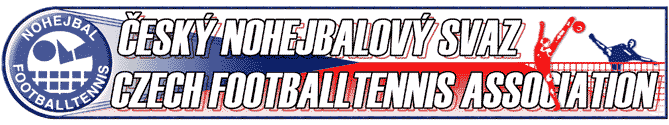 NOHEJBAL
FOOTBALLTENNIS
ČESKÝ NOHEJBALOVÝ SVAZ
CZECH FOOTBALLTENNIS ASSOCIATION